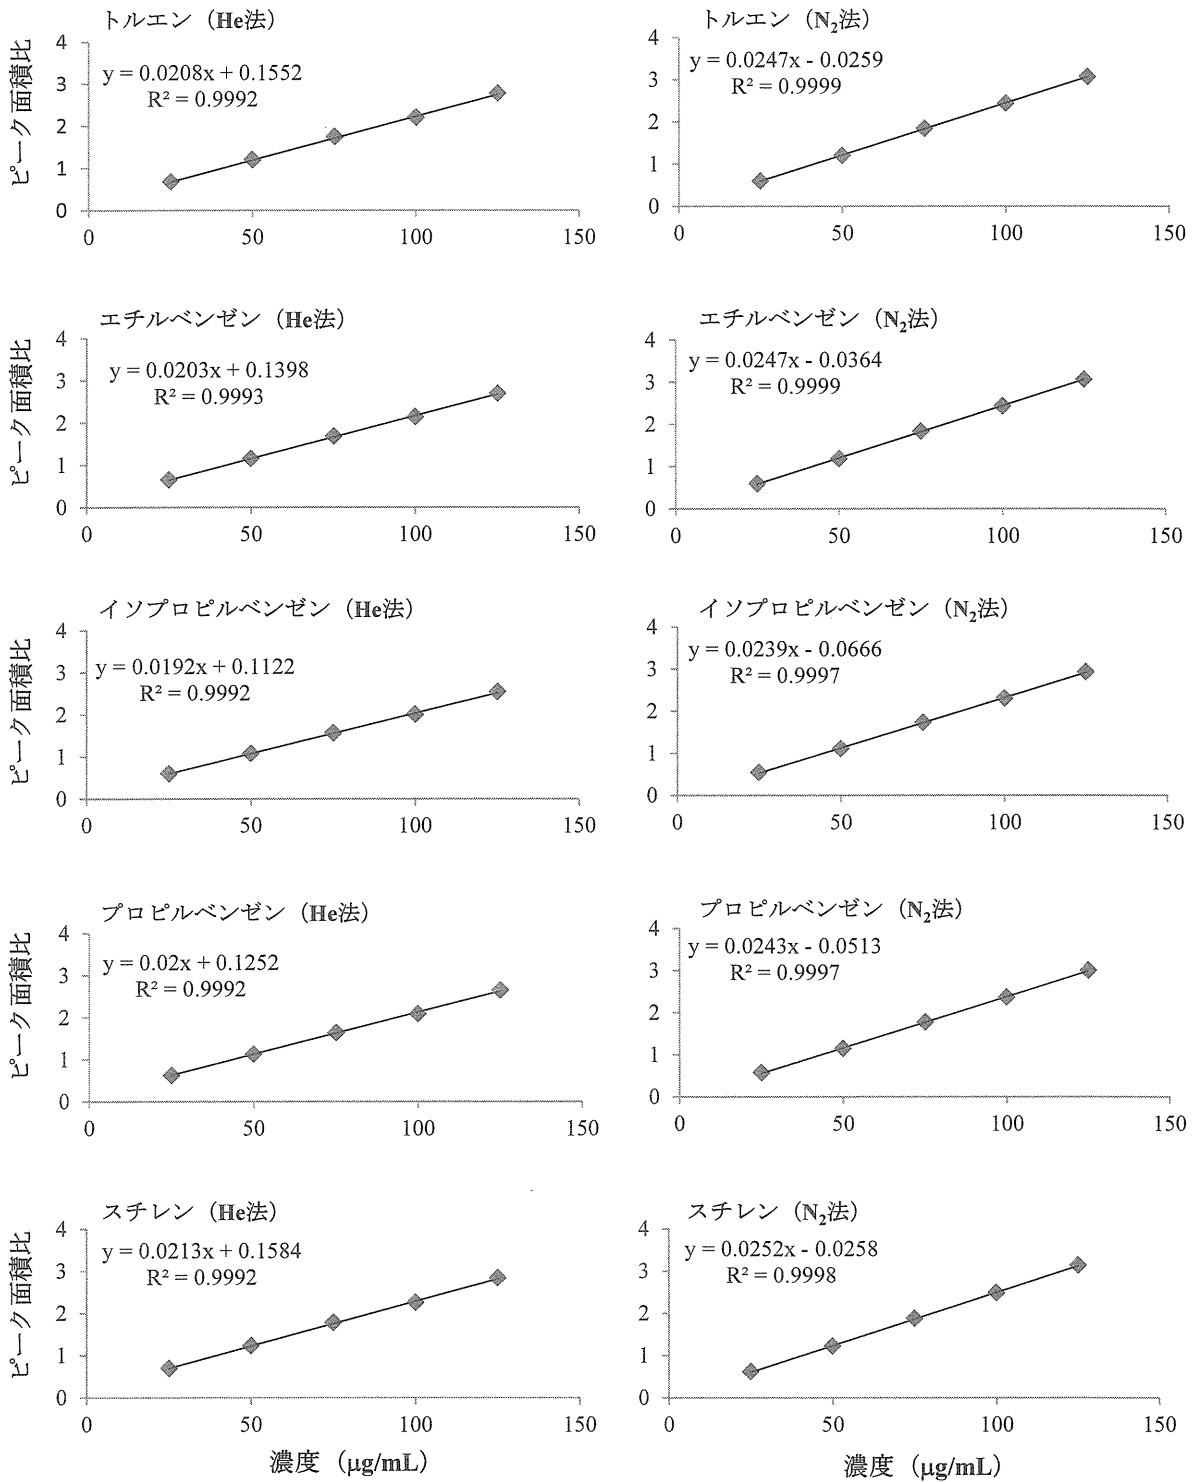 トルエン（He法）
y = 0.0208x + 0.1552
R² = 0.9992
ピーク面積比
4
3
2
1
0
0 50 100 150
トルエン（N₂法）
y = 0.0247x - 0.0259
R² = 0.9999
4
3
2
1
0
0 50 100 150
エチルベンゼン（He法）
y = 0.0203x + 0.1398
R² = 0.9993
ピーク面積比
4
3
2
1
0
0 50 100 150
エチルベンゼン（N₂法）
y = 0.0247x - 0.0364
R² = 0.9999
4
3
2
1
0
0 50 100 150
イソプロピルベンゼン（He法）
y = 0.0192x + 0.1122
R² = 0.9992
ピーク面積比
4
3
2
1
0
0 50 100 150
イソプロピルベンゼン（N₂法）
y = 0.0239x - 0.0666
R² = 0.9997
4
3
2
1
0
0 50 100 150
プロピルベンゼン（He法）
y = 0.02x + 0.1252
R² = 0.9992
ピーク面積比
4
3
2
1
0
0 50 100 150
プロピルベンゼン（N₂法）
y = 0.0243x - 0.0513
R² = 0.9997
4
3
2
1
0
0 50 100 150
スチレン（He法）
y = 0.0213x + 0.1584
R² = 0.9992
ピーク面積比
4
3
2
1
0
0 50 100 150
濃度（μg/mL）
スチレン（N₂法）
y = 0.0252x - 0.0258
R² = 0.9998
4
3
2
1
0
0 50 100 150
濃度（μg/mL）